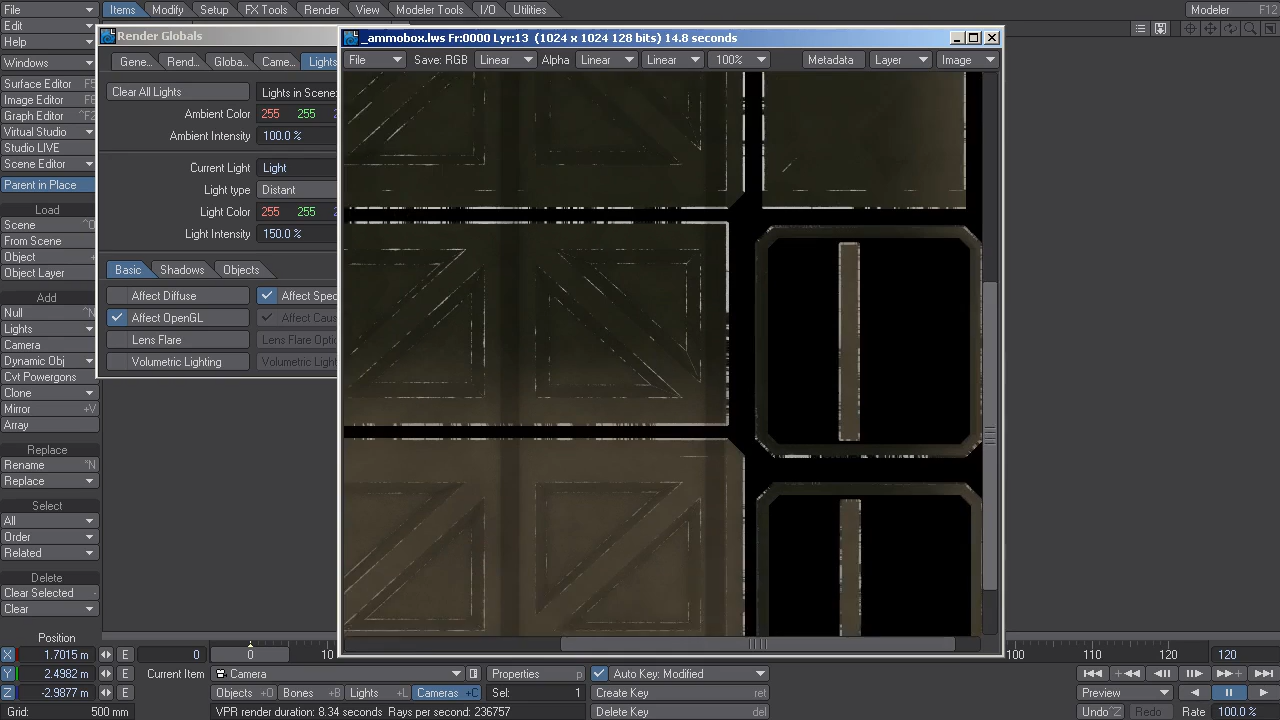 File Items Modify Setup FX Tools Render View Modeler Tools I/O Utilities Modeler F12
Edit
Help
Windows
Surface Editor F5
Image Editor F6
Graph Editor ^F2
Virtual Studio
Studio LIVE
Scene Editor
Parent in Place
Load
Scene ^O
From Scene
Object +
Object Layer
Add
Null ^N
Lights
Camera
Dynamic Obj
Cyclovergons
Clone
Mirror +V
Array
Replace
Rename ^N
Replace
Select
All
Order
Related
Delete
Clear Selected -
Clear
Position
X 1.7015 m E
Y 2.4982 m E
Z -2.9877 m E
Grid: 500 mm
Render Globals
Gene.. Rend.. Globa.. Came.. Lights
Clear All Lights Lights in Scene
Ambient Color 255 255
Ambient Intensity 100.0 %
Current Light Light
Light type Distant
Light Color 255 255
Light Intensity 150.0 %
Basic Shadows Objects
Affect Diffuse Affect Spec
Affect OpenGL Affect Caus
Lens Flare Lens Flare Optio
Volumetric Lighting Volumetric Light
_ammobox.lws Fr:0000 Lyr:13 (1024 x 1024 128 bits) 14.8 seconds
File Save: RGB Linear Alpha Linear Linear 100% Metadata Layer Image
0 0 10 100 110 120 120
Current Item Camera Properties p Auto Key: Modified
Objects +O Bones +B Lights +L Cameras +C Sel: 1 Create Key ret Preview
VPR render duration: 8.34 seconds Rays per second: 236757 Delete Key del Undo ^Z Redo Rate 100.0 %